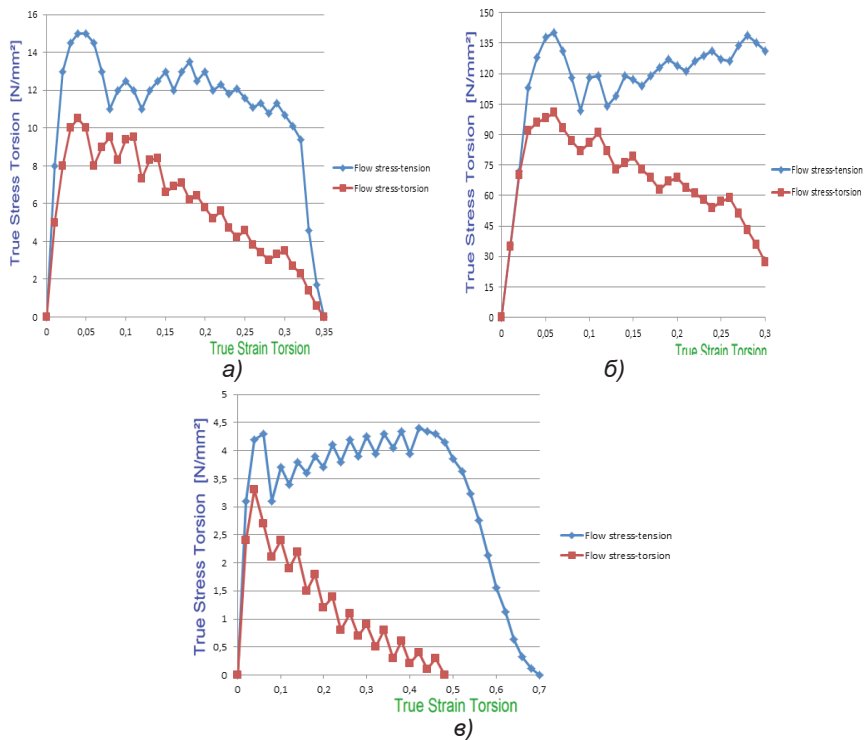 True Stress Torsion [N/mm²]
16
14
12
10
8
6
4
2
0
0 0,05 0,1 0,15 0,2 0,25 0,3 0,35
True Strain Torsion
Flow stress-tension
Flow stress-torsion
а)
True Stress Torsion [N/mm²]
150
135
120
105
90
75
60
45
30
15
0
0 0,05 0,1 0,15 0,2 0,25 0,3
True Strain Torsion
Flow stress-tension
Flow stress-torsion
б)
True Stress Torsion [N/mm²]
5
4,5
4
3,5
3
2,5
2
1,5
1
0,5
0
0 0,1 0,2 0,3 0,4 0,5 0,6 0,7
True Strain Torsion
Flow stress-tension
Flow stress-torsion
в)